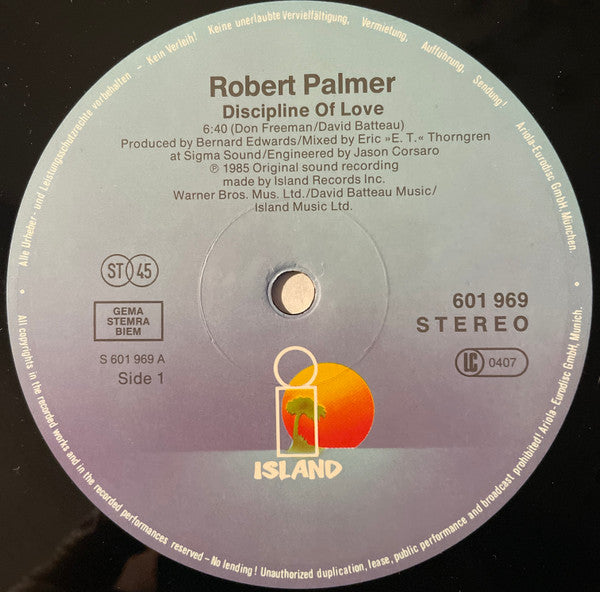 Alle Urheber- und Leistungsschutzrechte vorbehalten - Kein Verleih! Keine unerlaubte Vervielfältigung, Vermietung, Aufführung, Sendung!
Ariola-Eurodisc GmbH, München.
Robert Palmer
Discipline Of Love
6:40 (Don Freeman/David Batteau)
Produced by Bernard Edwards/Mixed by Eric »E. T.« Thorngren
at Sigma Sound/Engineered by Jason Corsaro
℗ 1985 Original sound recording
made by Island Records Inc.
Warner Bros. Mus. Ltd./David Batteau Music/
Island Music Ltd.
ST 45
GEMA
STEMRA
BIEM
S 601 969 A
Side 1
601 969
STEREO
LC 0407
i
ISLAND
All copyrights in the recorded works and in the recorded performances reserved - No lending! Unauthorized duplication, lease, public performance and broadcast prohibited! Ariola-Eurodisc GmbH, Munich.